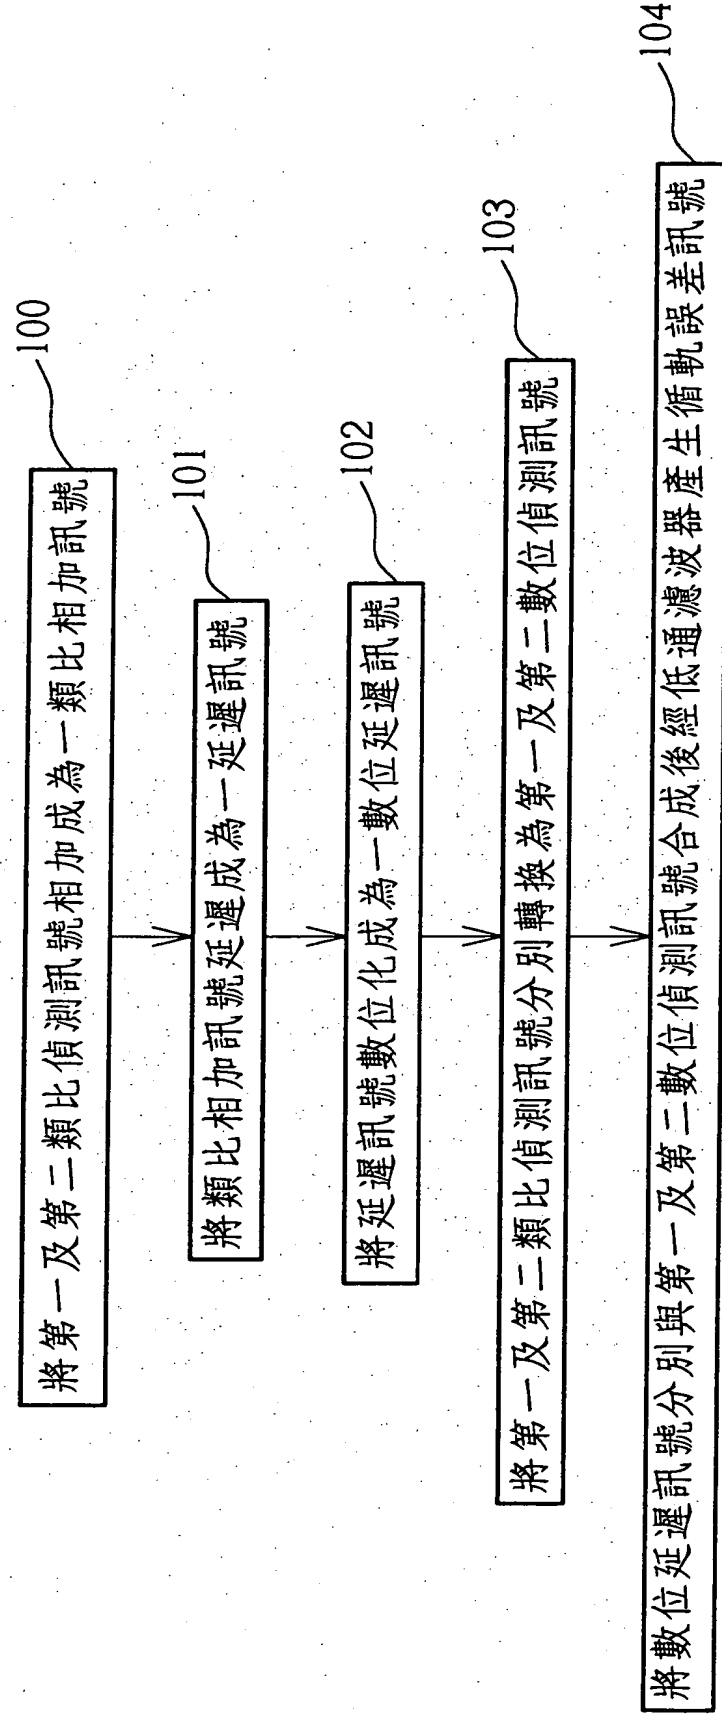 100
將第一及第二類比偵測訊號相加成為一類比相加訊號
101
將類比相加訊號延遲成為一延遲訊號
102
將延遲訊號數位化成為一數位延遲訊號
103
將第一及第二類比偵測訊號分別轉換為第一及第二數位偵測訊號
104
將數位延遲訊號分別與第一及第二數位偵測訊號合成後經低通濾波器產生循軌誤差訊號